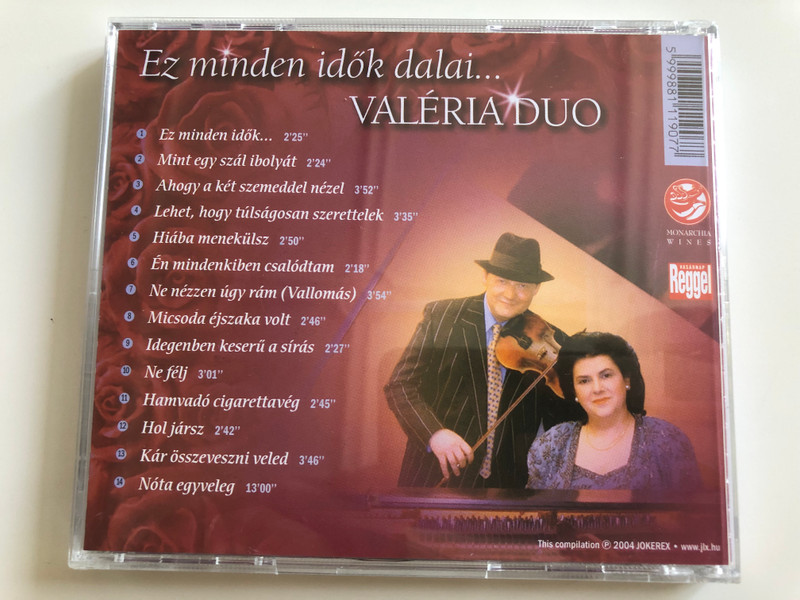 Ez minden idők dalai...
VALÉRIA DUO
1 Ez minden idők... 2'25"
2 Mint egy szál ibolyát 2'24"
3 Ahogy a két szemeddel nézel 3'52"
4 Lehet, hogy túlságosan szerettelek 3'35"
5 Hiába menekülsz 2'50"
6 Én mindenkiben csalódtam 2'18"
7 Ne nézzen úgy rám (Vallomás) 3'54"
8 Micsoda éjszaka volt 2'46"
9 Idegenben keserű a sírás 2'27"
10 Ne félj 3'01"
11 Hamvadó cigarettavég 2'45"
12 Hol jársz 2'42"
13 Kár összeveszni veled 3'46"
14 Nóta egyveleg 13'00"
5 999881 119077
MONARCHIA
WINES
VASÁRNAP
Reggel
This compilation ℗ 2004 JOKEREX • www.jlx.hu